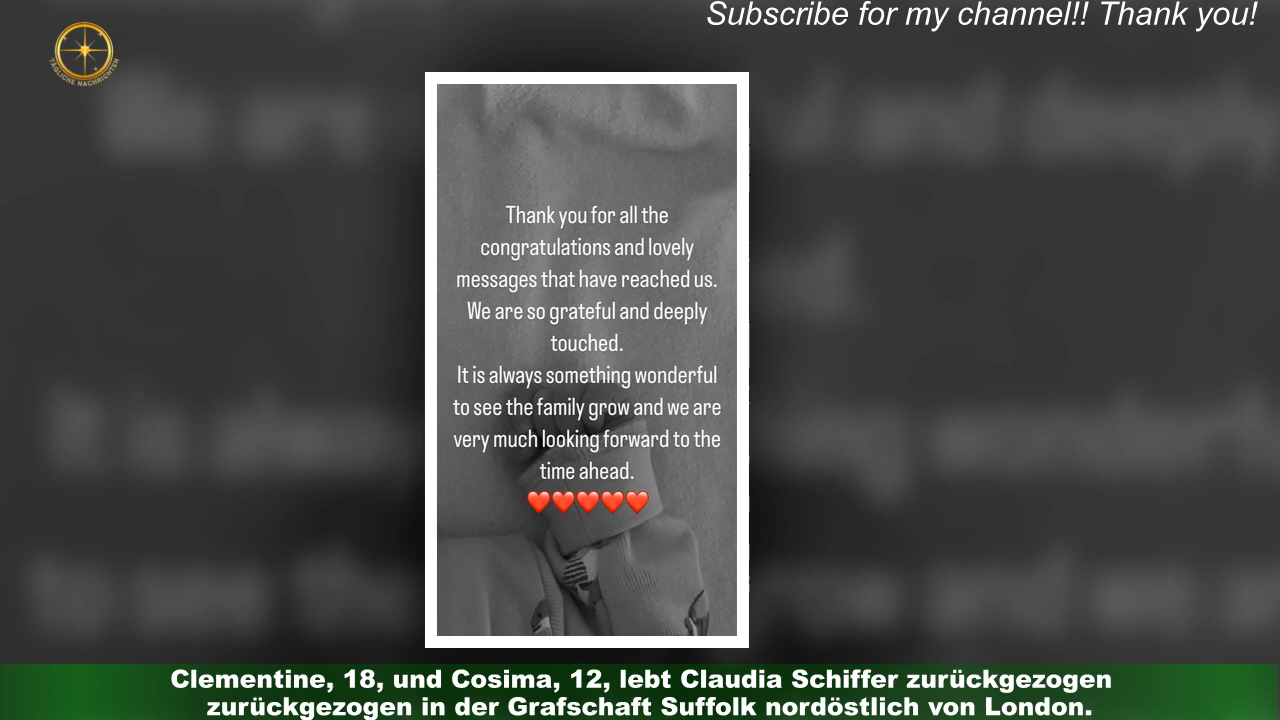 Subscribe for my channel!! Thank you!
TÄGLICHE NACHRICHTEN
Thank you for all the
congratulations and lovely
messages that have reached us.
We are so grateful and deeply
touched.
It is always something wonderful
to see the family grow and we are
very much looking forward to the
time ahead.
❤️❤️❤️❤️❤️
Clementine, 18, und Cosima, 12, lebt Claudia Schiffer zurückgezogen
zurückgezogen in der Grafschaft Suffolk nordöstlich von London.